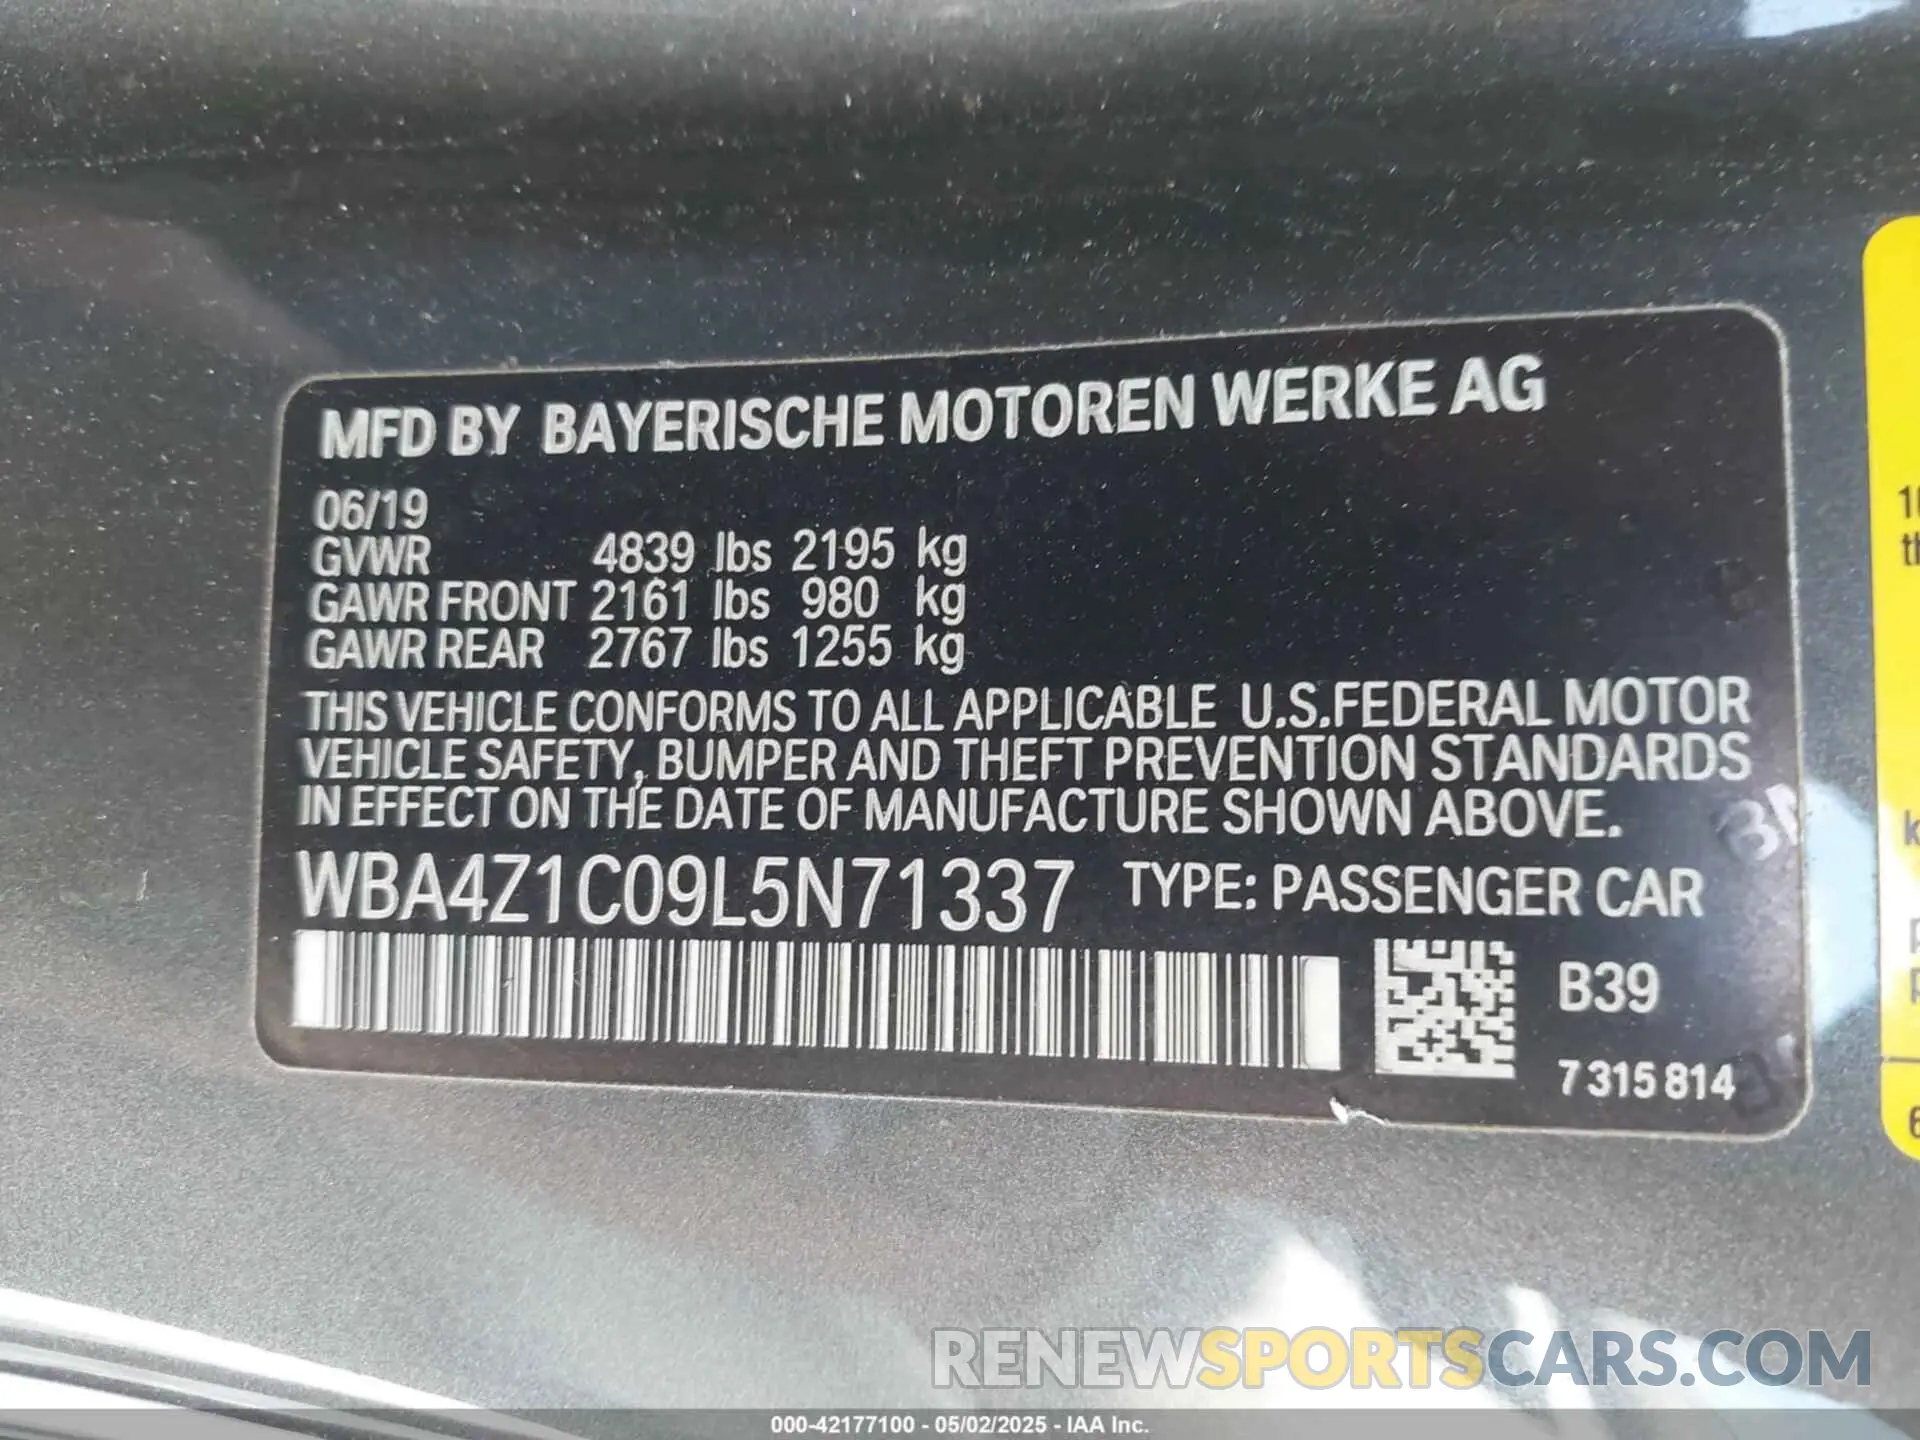 MFD BY BAYERISCHE MOTOREN WERKE AG
06/19
GVWR 4839 lbs 2195 kg
GAWR FRONT 2161 lbs 980 kg
GAWR REAR 2767 lbs 1255 kg
THIS VEHICLE CONFORMS TO ALL APPLICABLE U.S.FEDERAL MOTOR
VEHICLE SAFETY, BUMPER AND THEFT PREVENTION STANDARDS
IN EFFECT ON THE DATE OF MANUFACTURE SHOWN ABOVE.
WBA4Z1C09L5N71337 TYPE: PASSENGER CAR
B39
7 315 814
RENEWSPORTSCARS.COM
000-42177100 - 05/02/2025 - IAA Inc.